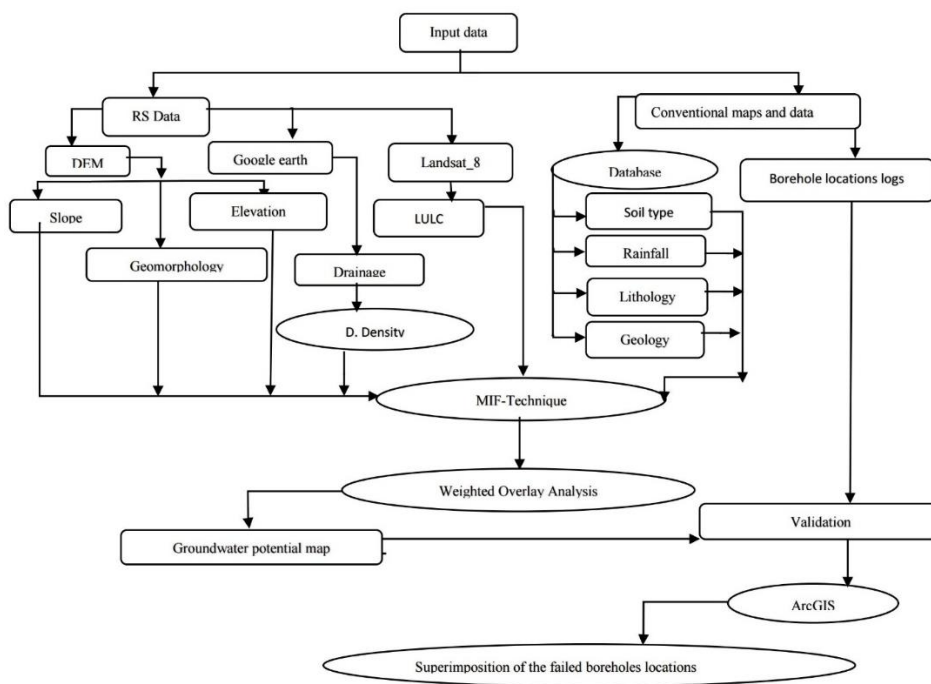 Input data
RS Data
Conventional maps and data
DEM
Google earth
Landsat_8
Database
Borehole locations logs
Slope
Elevation
LULC
Soil type
Geomorphology
Drainage
Rainfall
Lithology
D. Density
Geology
MIF-Technique
Weighted Overlay Analysis
Groundwater potential map
Validation
ArcGIS
Superimposition of the failed boreholes locations